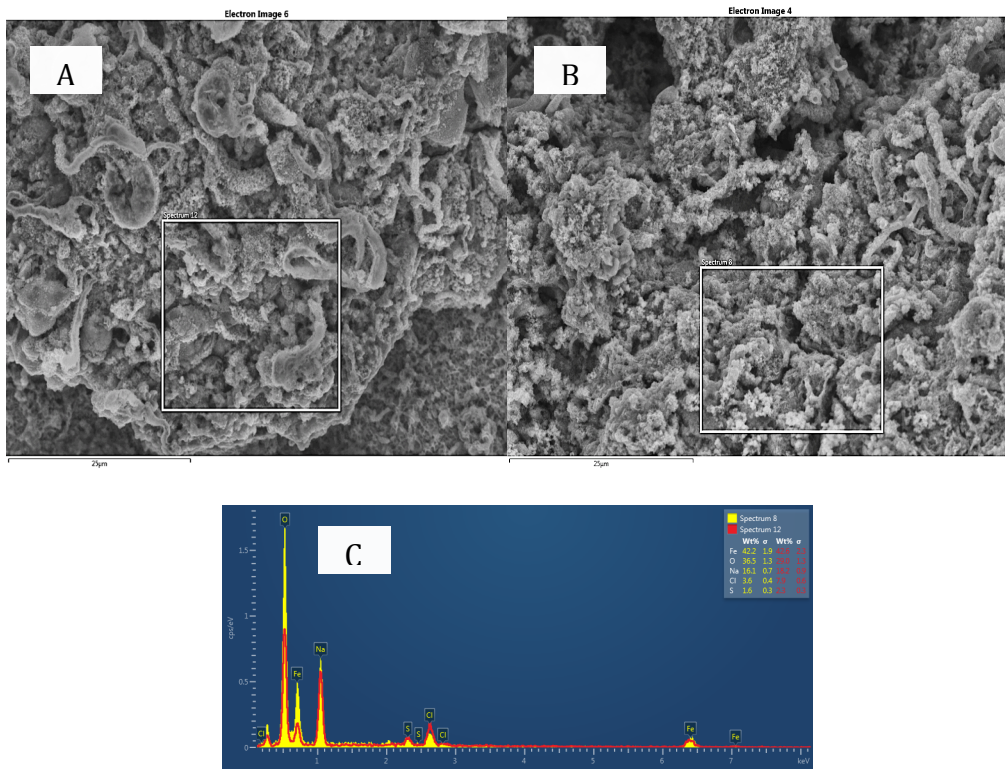 Electron Image 6
A
Spectrum 12
25µm
Electron Image 4
B
Spectrum 8
25µm
C
cps/eV
1.5
1
0.5
0
O
Fe
Na
Cl
S
S
Cl
Cl
Fe
Fe
1
2
3
4
5
6
7
keV
Spectrum 8
Spectrum 12
Wt% σ Wt% σ
Fe 42.2 1.9
O 36.5 1.3
Na 16.1 0.7
Cl 3.6 0.4
S 1.6 0.3